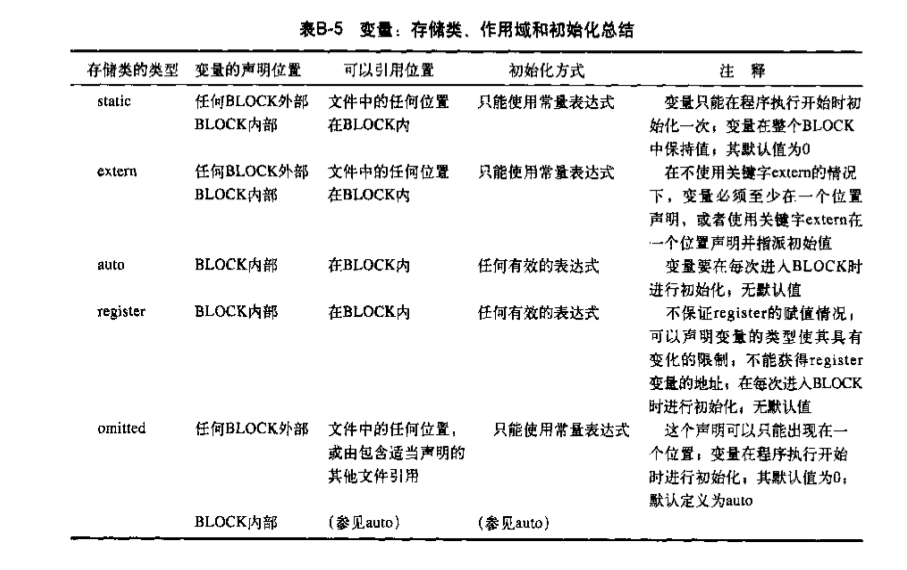 表B-5 变量：存储类、作用域和初始化总结
存储类的类型 变量的声明位置 可以引用位置 初始化方式 注 释
static 任何BLOCK外部 文件中的任何位置 只能使用常量表达式 变量只能在程序执行开始时初
BLOCK内部 在BLOCK内 始化一次；变量在整个BLOCK
中保持值；其默认值为0
extern 任何BLOCK外部 文件中的任何位置 只能使用常量表达式 在不使用关键字extern的情况
BLOCK内部 在BLOCK内 下，变量必须至少在一个位置
声明，或者使用关键字extern在
一个位置声明并指派初始值
auto BLOCK内部 在BLOCK内 任何有效的表达式 变量要在每次进入BLOCK时
进行初始化；无默认值
register BLOCK内部 在BLOCK内 任何有效的表达式 不保证register的赋值情况；
可以声明变量的类型使其具有
变化的限制；不能获得register
变量的地址；在每次进入BLOCK
时进行初始化；无默认值
omitted 任何BLOCK外部 文件中的任何位置， 只能使用常量表达式 这个声明可以只能出现在一
或由包含适当声明的 个位置；变量在程序执行开始
其他文件引用 时进行初始化；其默认值为0；
默认定义为auto
BLOCK内部 （参见auto） （参见auto）